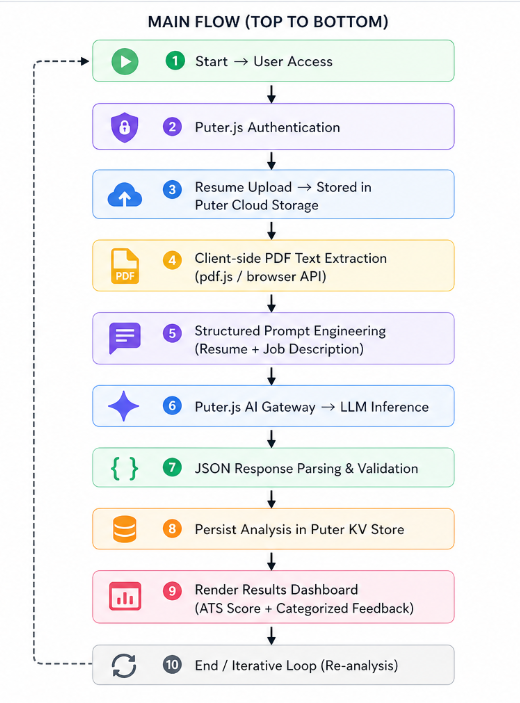 MAIN FLOW (TOP TO BOTTOM)
1 Start → User Access
2 Puter.js Authentication
3 Resume Upload → Stored in
Puter Cloud Storage
PDF
4 Client-side PDF Text Extraction
(pdf.js / browser API)
5 Structured Prompt Engineering
(Resume + Job Description)
6 Puter.js AI Gateway → LLM Inference
{ } 7 JSON Response Parsing & Validation
8 Persist Analysis in Puter KV Store
9 Render Results Dashboard
(ATS Score + Categorized Feedback)
10 End / Iterative Loop (Re-analysis)